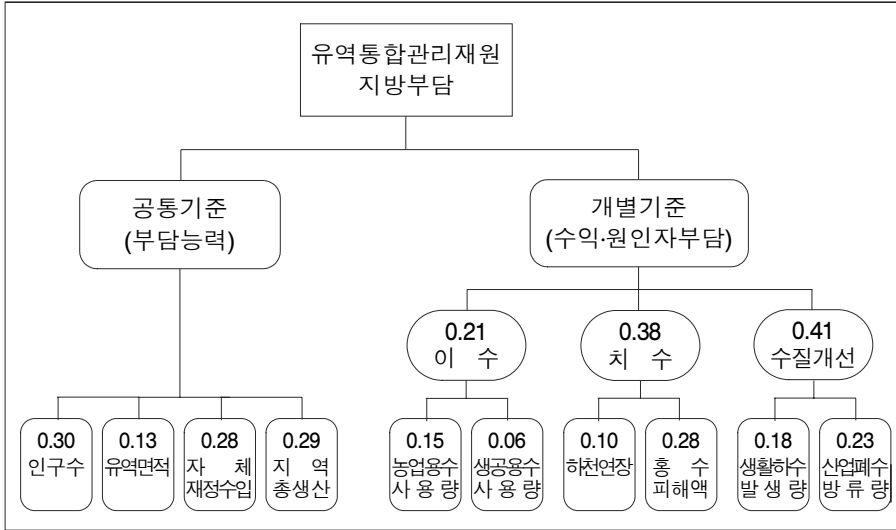 유역통합관리재원
지방부담
공통기준
(부담능력)
개별기준
(수익·원인자부담)
0.21
이 수
0.38
치 수
0.41
수질개선
0.30
인구수
0.13
유역면적
0.28
자 체
재정수입
0.29
지 역
총생산
0.15
농업용수
사 용 량
0.06
생공용수
사 용 량
0.10
하천연장
0.28
홍 수
피해액
0.18
생활하수
발 생 량
0.23
산업폐수
방 류 량